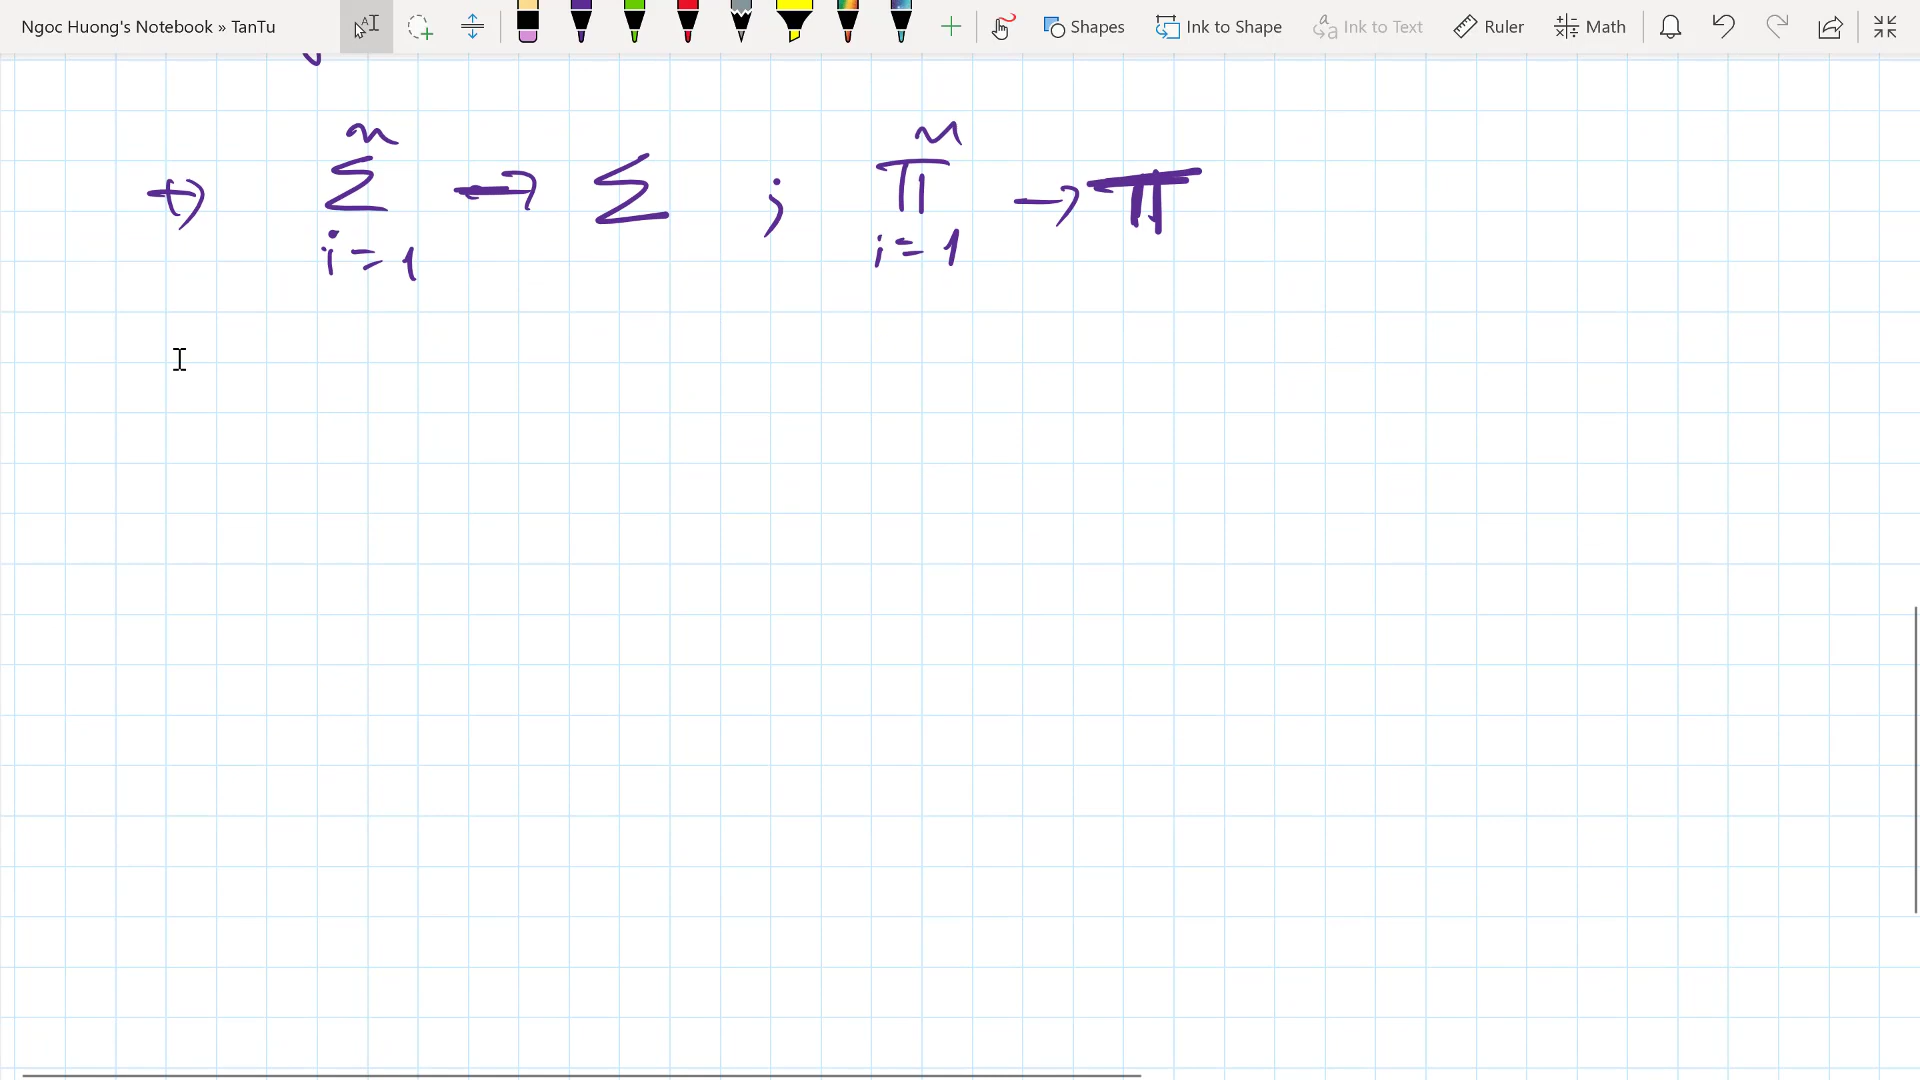 Ngoc Huong's Notebook » TanTu Shapes Ink to Shape Ink to Text Ruler Math
n n
→ ∑ → ∑ ; ∏ → ∏
i = 1 i = 1